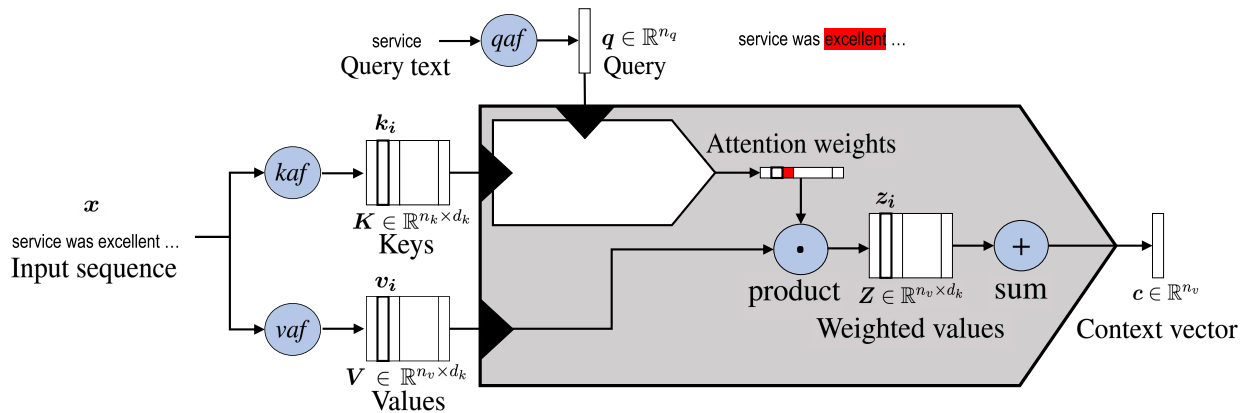 service
Query text
qaf
q ∈ ℝ^{n_q}
Query
service was excellent ...
x
service was excellent ...
Input sequence
kaf
k_i
K ∈ ℝ^{n_k×d_k}
Keys
vaf
v_i
V ∈ ℝ^{n_v×d_k}
Values
Attention weights
·
product
z_i
Z ∈ ℝ^{n_v×d_k}
Weighted values
+
sum
c ∈ ℝ^{n_v}
Context vector